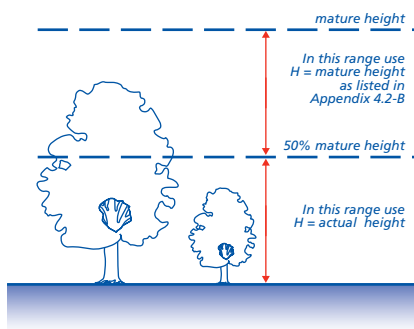 mature height
In this range use
H = mature height
as listed in
Appendix 4.2-B
50% mature height
In this range use
H = actual height